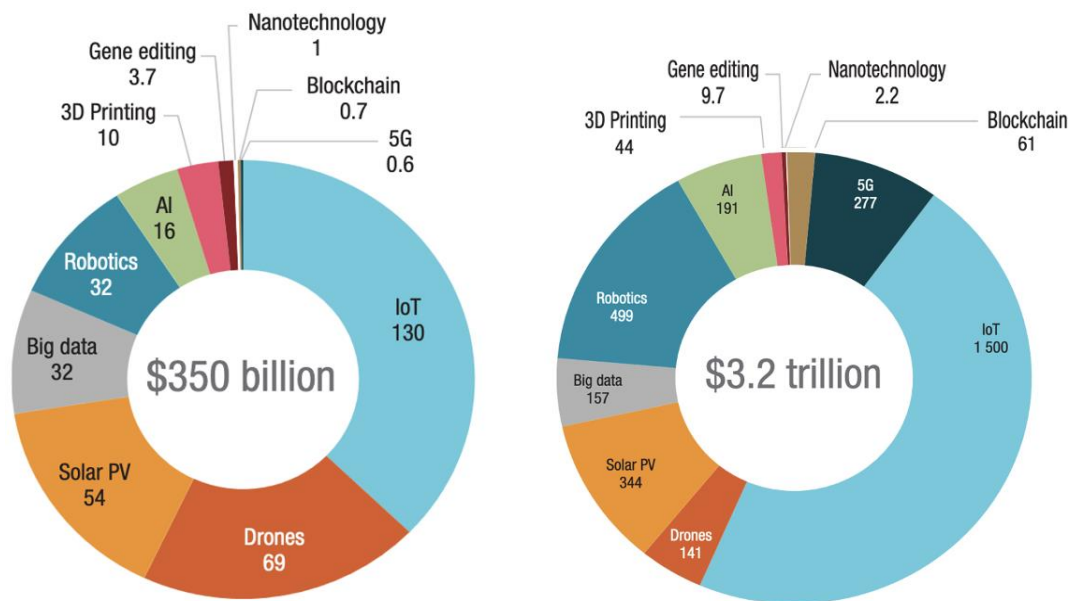 Nanotechnology
1
Gene editing
3.7
Blockchain
0.7
3D Printing
10
5G
0.6
AI
16
Robotics
32
IoT
130
Big data
32
$350 billion
Solar PV
54
Drones
69
Gene editing
9.7
Nanotechnology
2.2
3D Printing
44
Blockchain
61
AI
191
5G
277
Robotics
499
IoT
1 500
Big data
157
$3.2 trillion
Solar PV
344
Drones
141